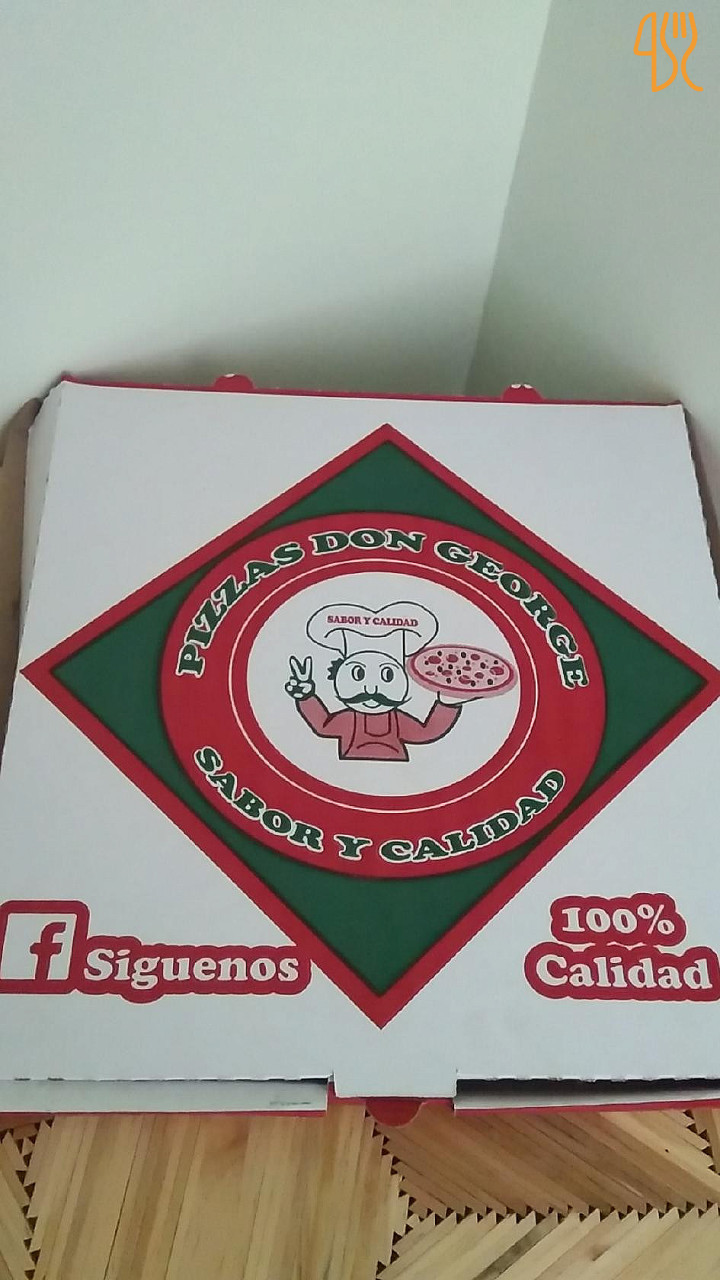 PIZZAS DON GEORGE
SABOR Y CALIDAD
SABOR Y CALIDAD
f Siguenos
100%
Calidad